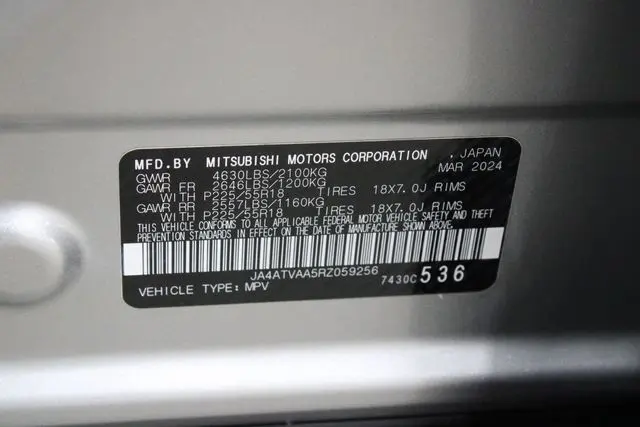 MFD.BY MITSUBISHI MOTORS CORPORATION , JAPAN
GVWR 4630LBS/2100KG MAR 2024
GAWR FR 2646LBS/1200KG
WITH P225/55R18 TIRES 18X7.0J RIMS
GAWR RR 2557LBS/1160KG
WITH P225/55R18 TIRES 18X7.0J RIMS
THIS VEHICLE CONFORMS TO ALL APPLICABLE FEDERAL MOTOR VEHICLE SAFETY AND THEFT
PREVENTION STANDARDS IN EFFECT ON THE DATE OF MANUFACTURE SHOWN ABOVE.
JA4ATVAA5RZ059256
VEHICLE TYPE: MPV 7430C 536